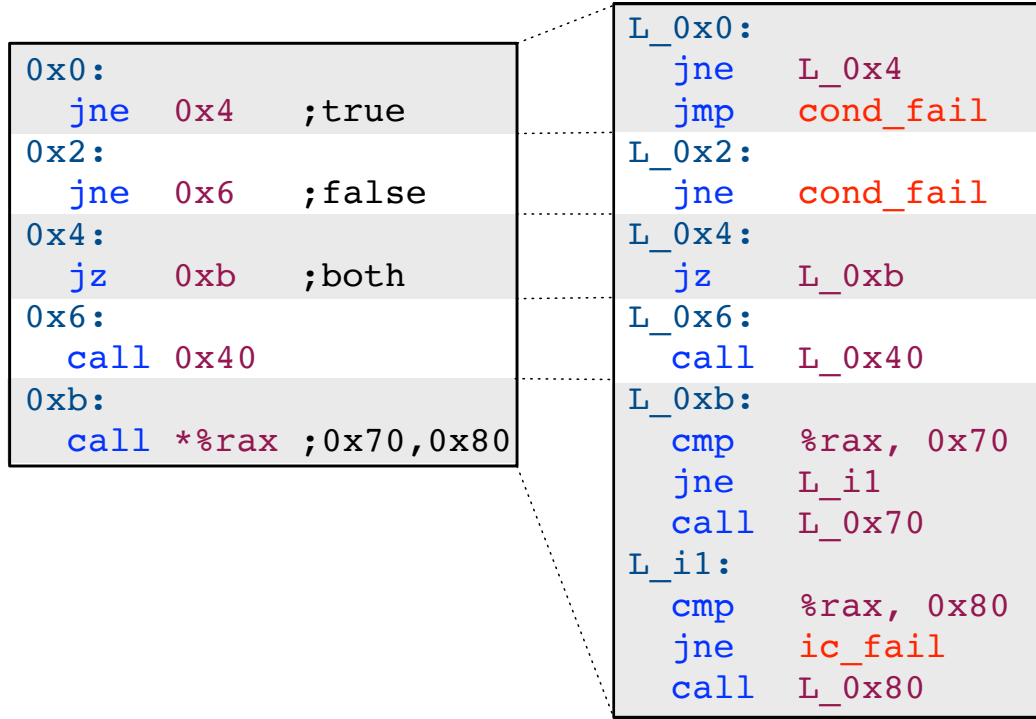 0x0:
jne 0x4 ;true
0x2:
jne 0x6 ;false
0x4:
jz 0xb ;both
0x6:
call 0x40
0xb:
call *%rax ;0x70,0x80
L_0x0:
jne L_0x4
jmp cond_fail
L_0x2:
jne cond_fail
L_0x4:
jz L_0xb
L_0x6:
call L_0x40
L_0xb:
cmp %rax, 0x70
jne L_i1
call L_0x70
L_i1:
cmp %rax, 0x80
jne ic_fail
call L_0x80